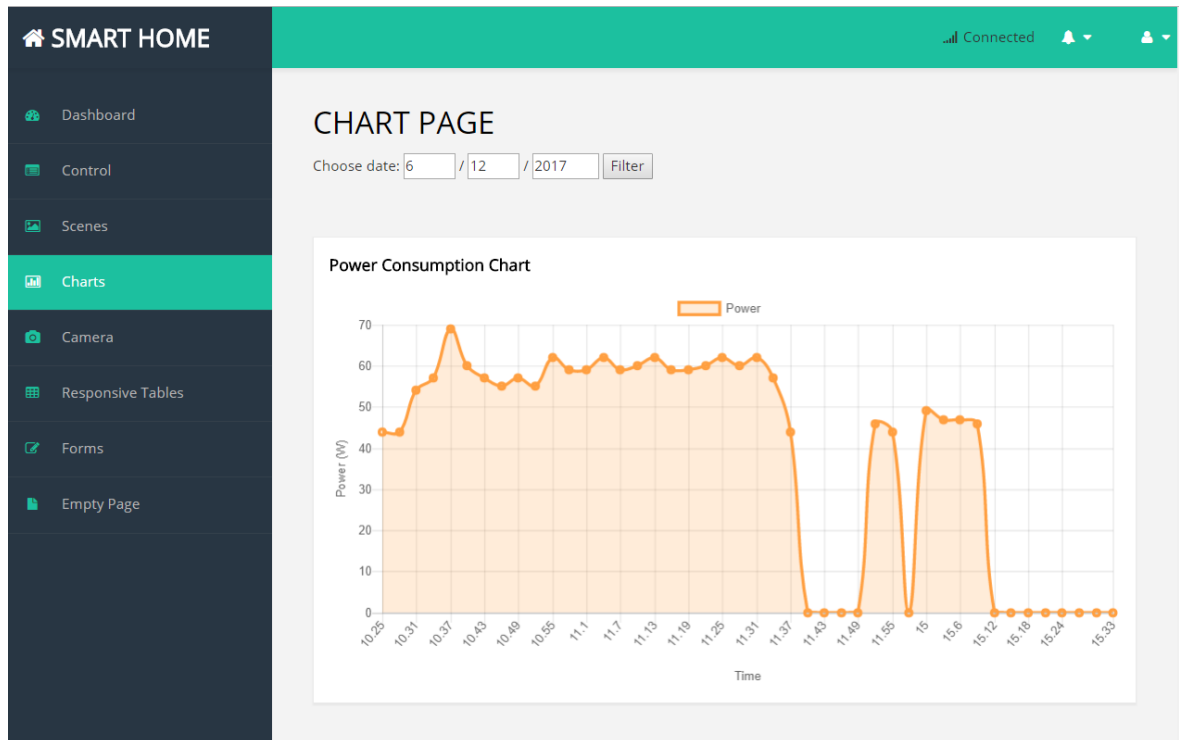 SMART HOME
Connected
Dashboard
Control
Scenes
Charts
Camera
Responsive Tables
Forms
Empty Page
CHART PAGE
Choose date: 6 / 12 / 2017 Filter
Power Consumption Chart
Power
Power (W)
70
60
50
40
30
20
10
0
10.25 10.31 10.37 10.43 10.49 10.55 11.1 11.7 11.13 11.19 11.25 11.31 11.37 11.43 11.49 11.55 15 15.6 15.12 15.18 15.24 15.33
Time